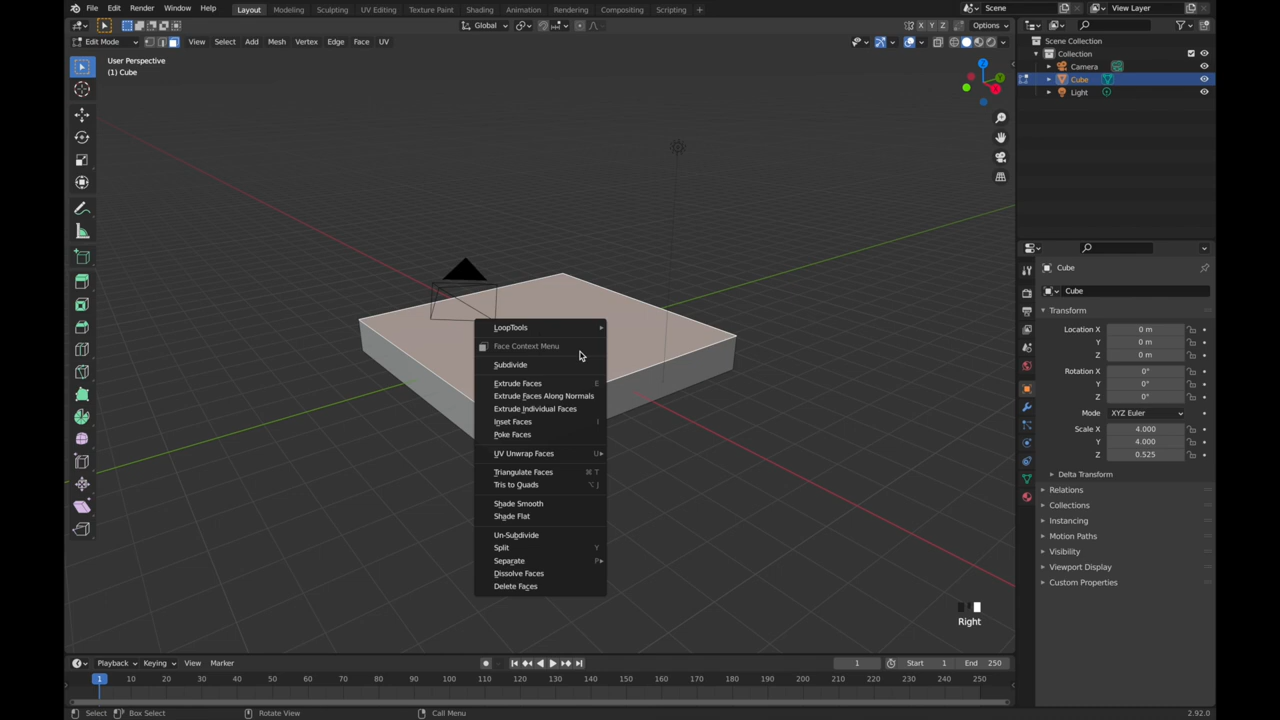 File Edit Render Window Help Layout Modeling Sculpting UV Editing Texture Paint Shading Animation Rendering Compositing Scripting Scene View Layer
Global X Y Z Options
Edit Mode View Select Add Mesh Vertex Edge Face UV
User Perspective
(1) Cube
Scene Collection
Collection
Camera
Cube
Light
LoopTools
Face Context Menu
Subdivide
Extrude Faces E
Extrude Faces Along Normals
Extrude Individual Faces
Inset Faces I
Poke Faces
UV Unwrap Faces U
Triangulate Faces ⌘ T
Tris to Quads ⌥ J
Shade Smooth
Shade Flat
Un-Subdivide
Split Y
Separate P
Dissolve Faces
Delete Faces
Right
Cube
Cube
Transform
Location X 0 m
Y 0 m
Z 0 m
Rotation X 0°
Y 0°
Z 0°
Mode XYZ Euler
Scale X 4.000
Y 4.000
Z 0.525
Delta Transform
Relations
Collections
Instancing
Motion Paths
Visibility
Viewport Display
Custom Properties
Playback Keying View Marker 1 Start 1 End 250
1 10 20 30 40 50 60 70 80 90 100 110 120 130 140 150 160 170 180 190 200 210 220 230 240 250
Select Box Select Rotate View Call Menu 2.92.0